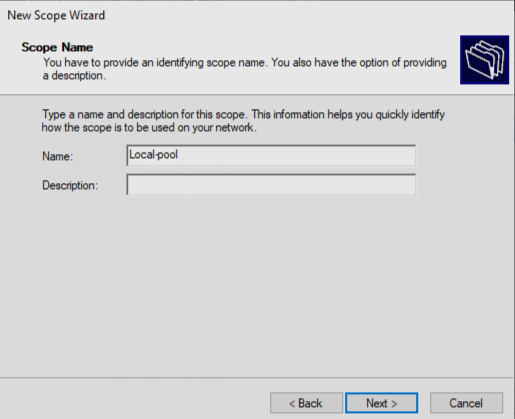 New Scope Wizard
Scope Name
You have to provide an identifying scope name. You also have the option of providing
a description.
Type a name and description for this scope. This information helps you quickly identify
how the scope is to be used on your network.
Name: Local-pool
Description:
< Back Next > Cancel